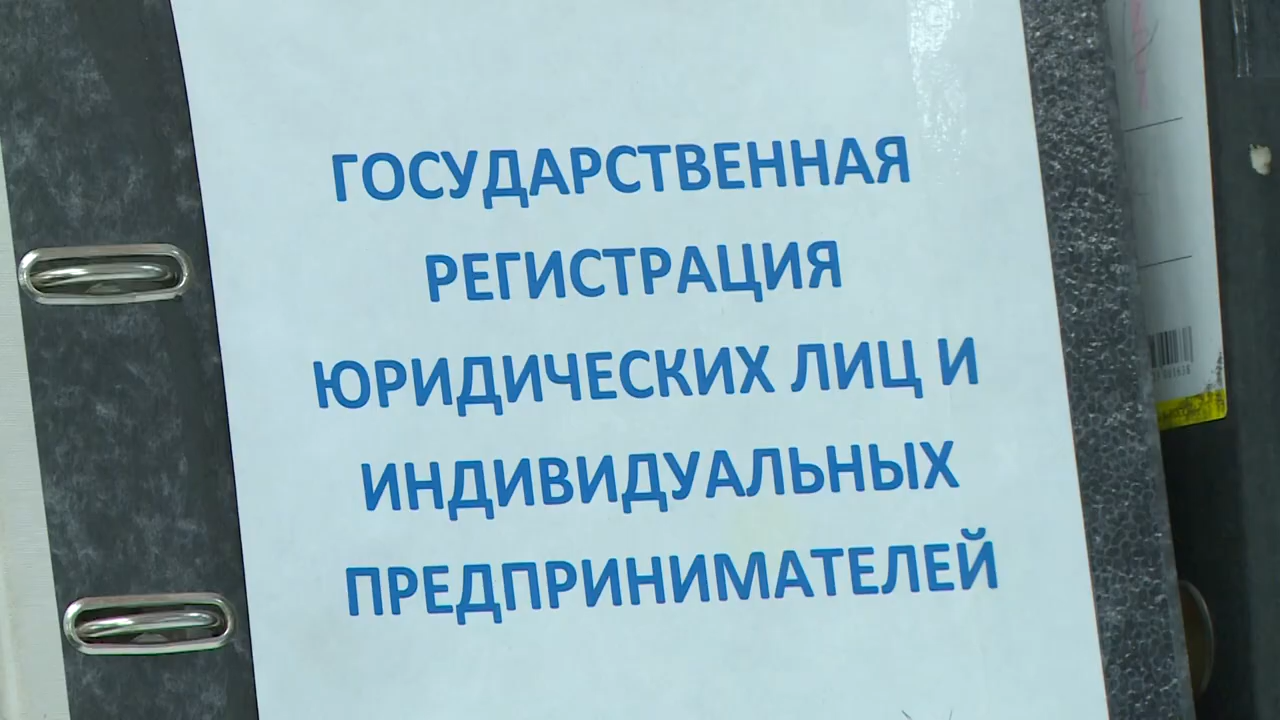 ГОСУДАРСТВЕННАЯ
РЕГИСТРАЦИЯ
ЮРИДИЧЕСКИХ ЛИЦ И
ИНДИВИДУАЛЬНЫХ
ПРЕДПРИНИМАТЕЛЕЙ